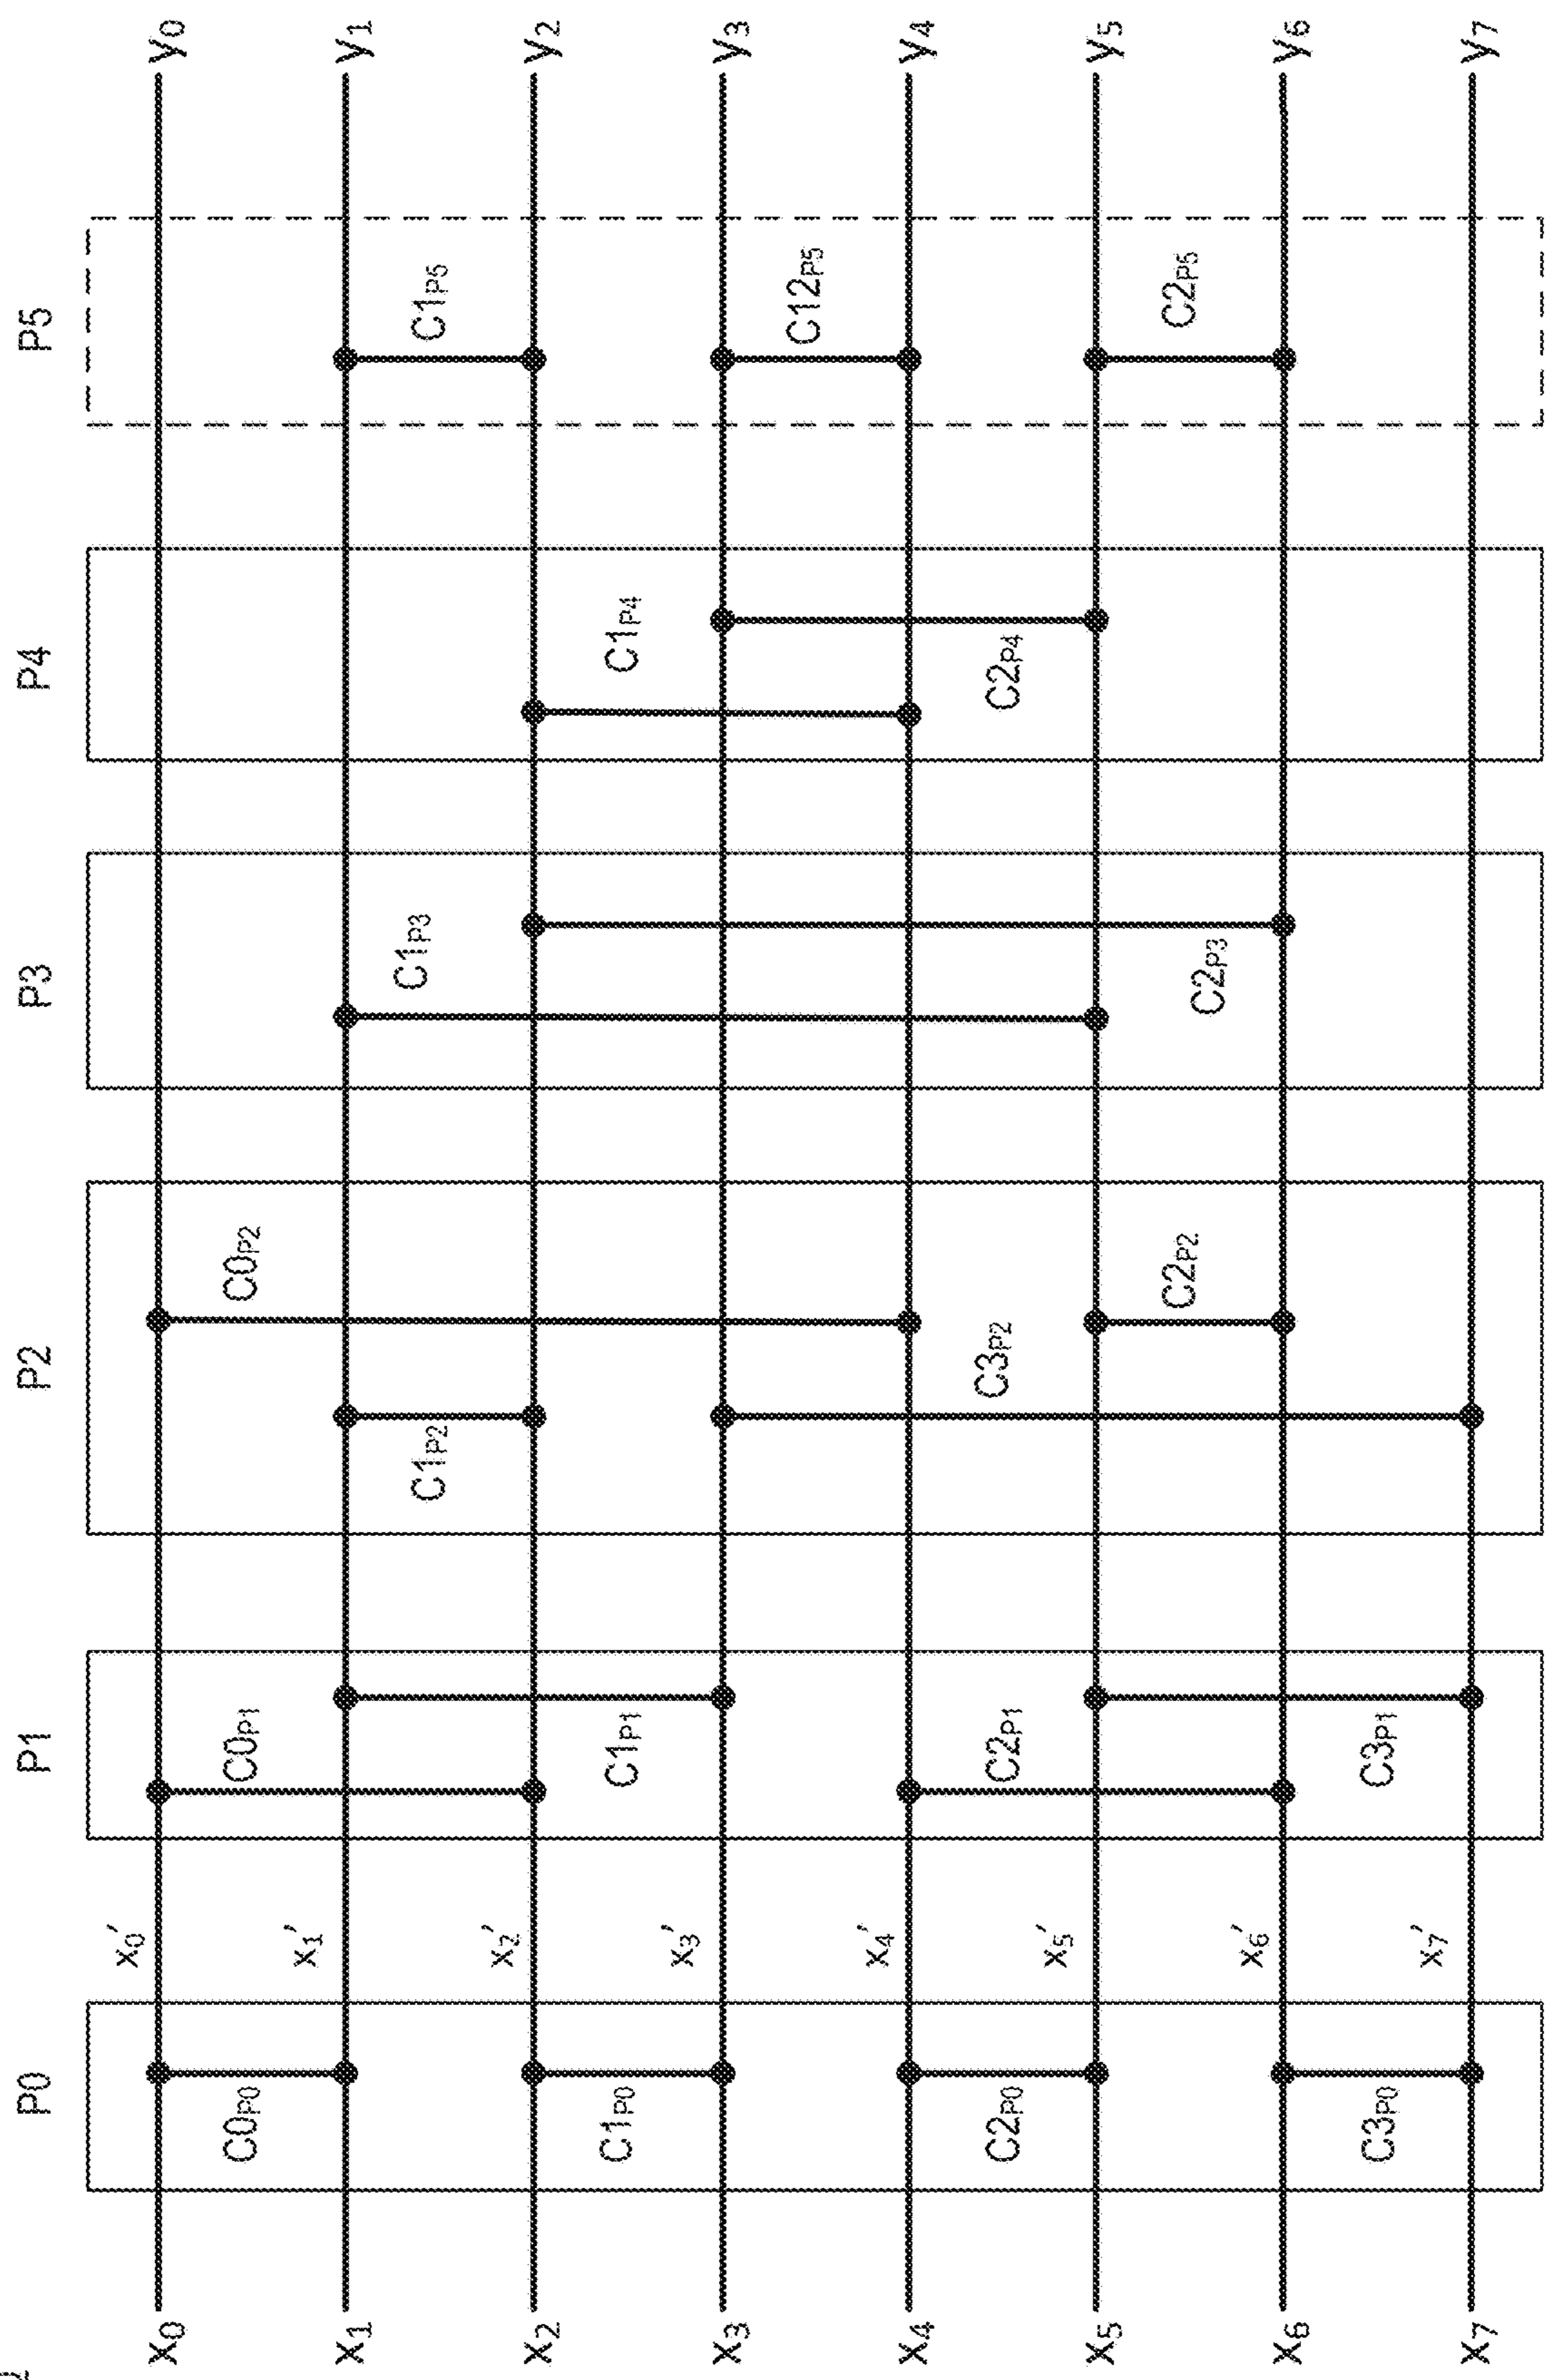 P0 P1 P2 P3 P4 P5
x₀′
x₀ y₀
C0P0 C0P1 C0P2
x₁′
x₁ y₁
C1P2 C1P3 C1P5
x₂′
x₂ y₂
C1P0 C1P1 C1P4
x₃′
x₃ y₃
C12P5
x₄′
x₄ y₄
C2P0 C2P1 C3P2 C2P4
x₅′
x₅ y₅
C2P2 C2P3 C2P5
x₆′
x₆ y₆
C3P0 C3P1
x₇′
x₇ y₇